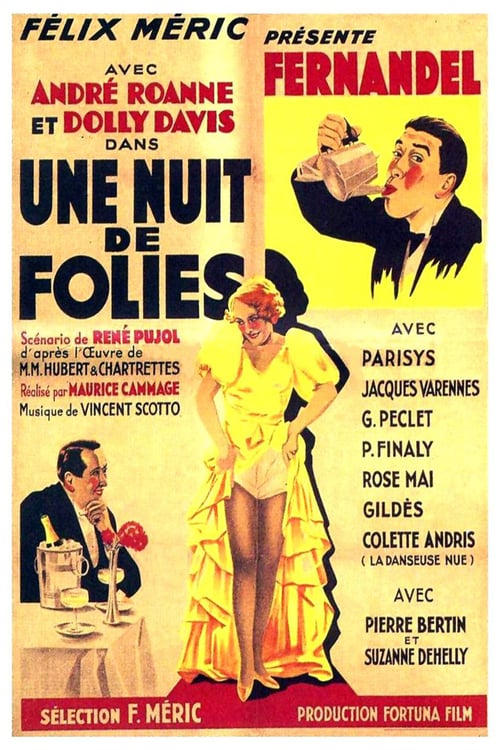 FÉLIX MÉRIC
PRÉSENTE
FERNANDEL
AVEC
ANDRÉ ROANNE
ET DOLLY DAVIS
DANS
UNE NUIT
DE
FOLIES
Scénario de RENÉ PUJOL
d'après l'Œuvre de
M.M. HUBERT & CHARTRETTES
Réalisé par MAURICE CAMMAGE
Musique de VINCENT SCOTTO
AVEC
PARISYS
JACQUES VARENNES
G. PECLET
P. FINALY
ROSE MAI
GILDÈS
COLETTE ANDRIS
( LA DANSEUSE NUE )
AVEC
PIERRE BERTIN
ET
SUZANNE DEHELLY
SÉLECTION F. MÉRIC
PRODUCTION FORTUNA FILM